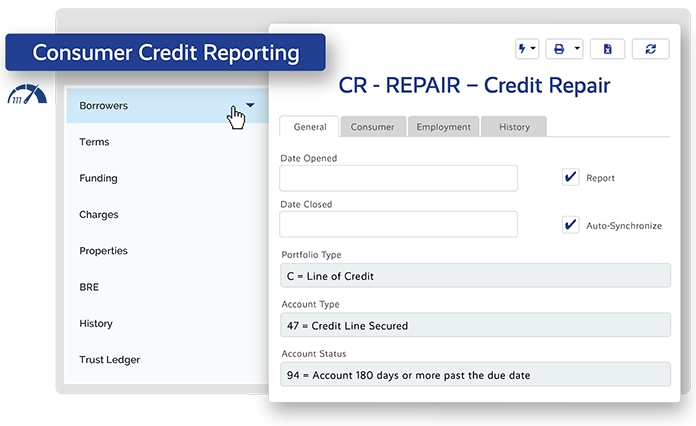 Consumer Credit Reporting
m
Borrowers
Terms
Funding
Charges
Properties
BRE
History
Trust Ledger
CR - REPAIR – Credit Repair
General Consumer Employment History
Date Opened
Report
Date Closed
Auto-Synchronize
Portfolio Type
C = Line of Credit
Account Type
47 = Credit Line Secured
Account Status
94 = Account 180 days or more past the due date